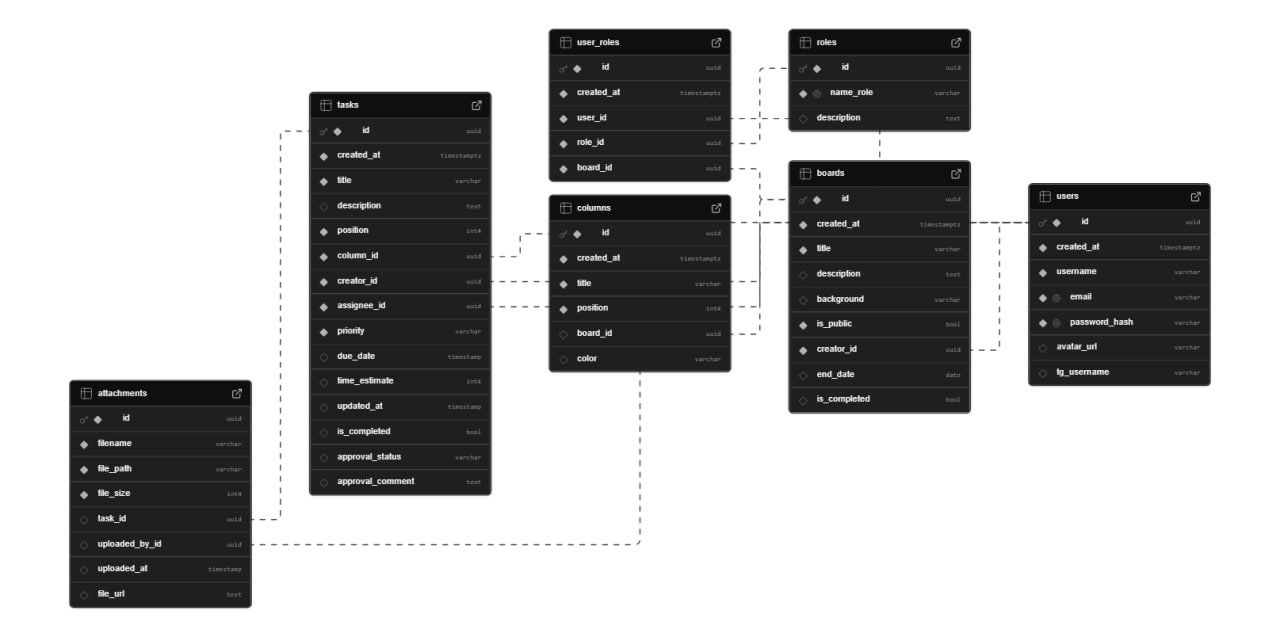 user_roles
id uuid
created_at timestamptz
user_id uuid
role_id uuid
board_id uuid
roles
id uuid
name_role varchar
description text
tasks
id uuid
created_at timestamptz
title varchar
description text
position int4
column_id uuid
creator_id uuid
assignee_id uuid
priority varchar
due_date timestamp
time_estimate int4
updated_at timestamp
is_completed bool
approval_status varchar
approval_comment text
columns
id uuid
created_at timestamptz
title varchar
position int4
board_id uuid
color varchar
boards
id uuid
created_at timestamptz
title varchar
description text
background varchar
is_public bool
creator_id uuid
end_date date
is_completed bool
users
id uuid
created_at timestamptz
username varchar
email varchar
password_hash varchar
avatar_url varchar
tg_username varchar
attachments
id uuid
filename varchar
file_path varchar
file_size int4
task_id uuid
uploaded_by_id uuid
uploaded_at timestamp
file_url text